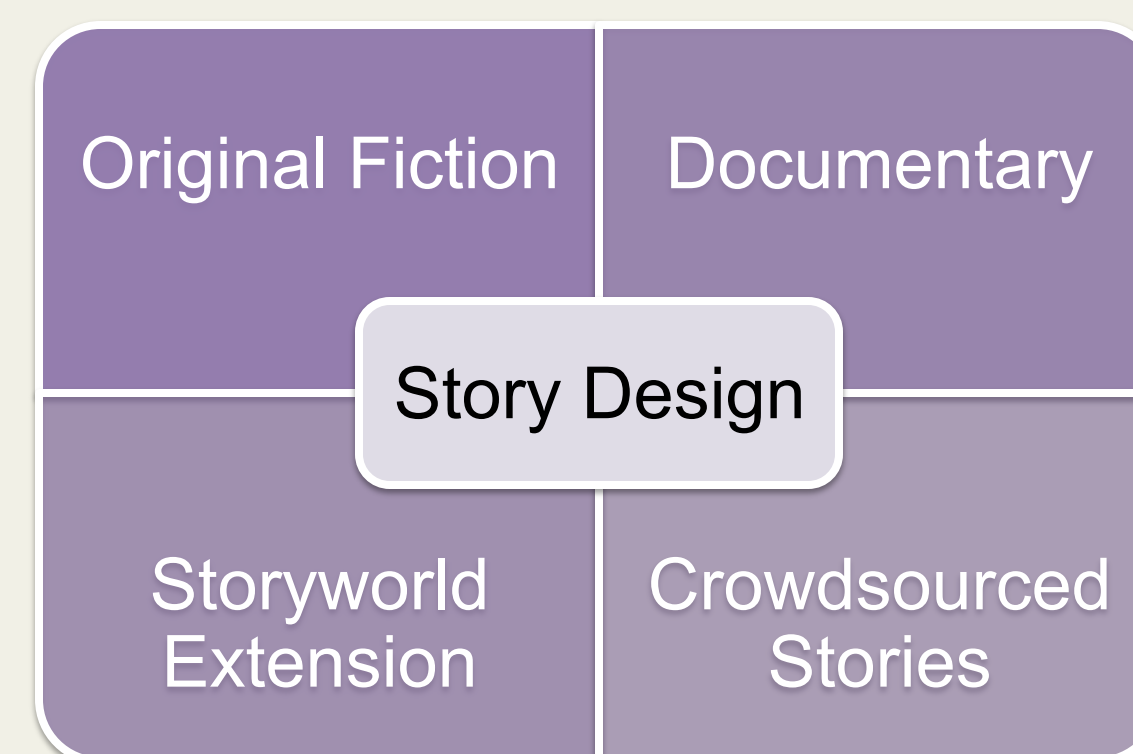 Original Fiction
Documentary
Story Design
Storyworld
Extension
Crowdsourced
Stories